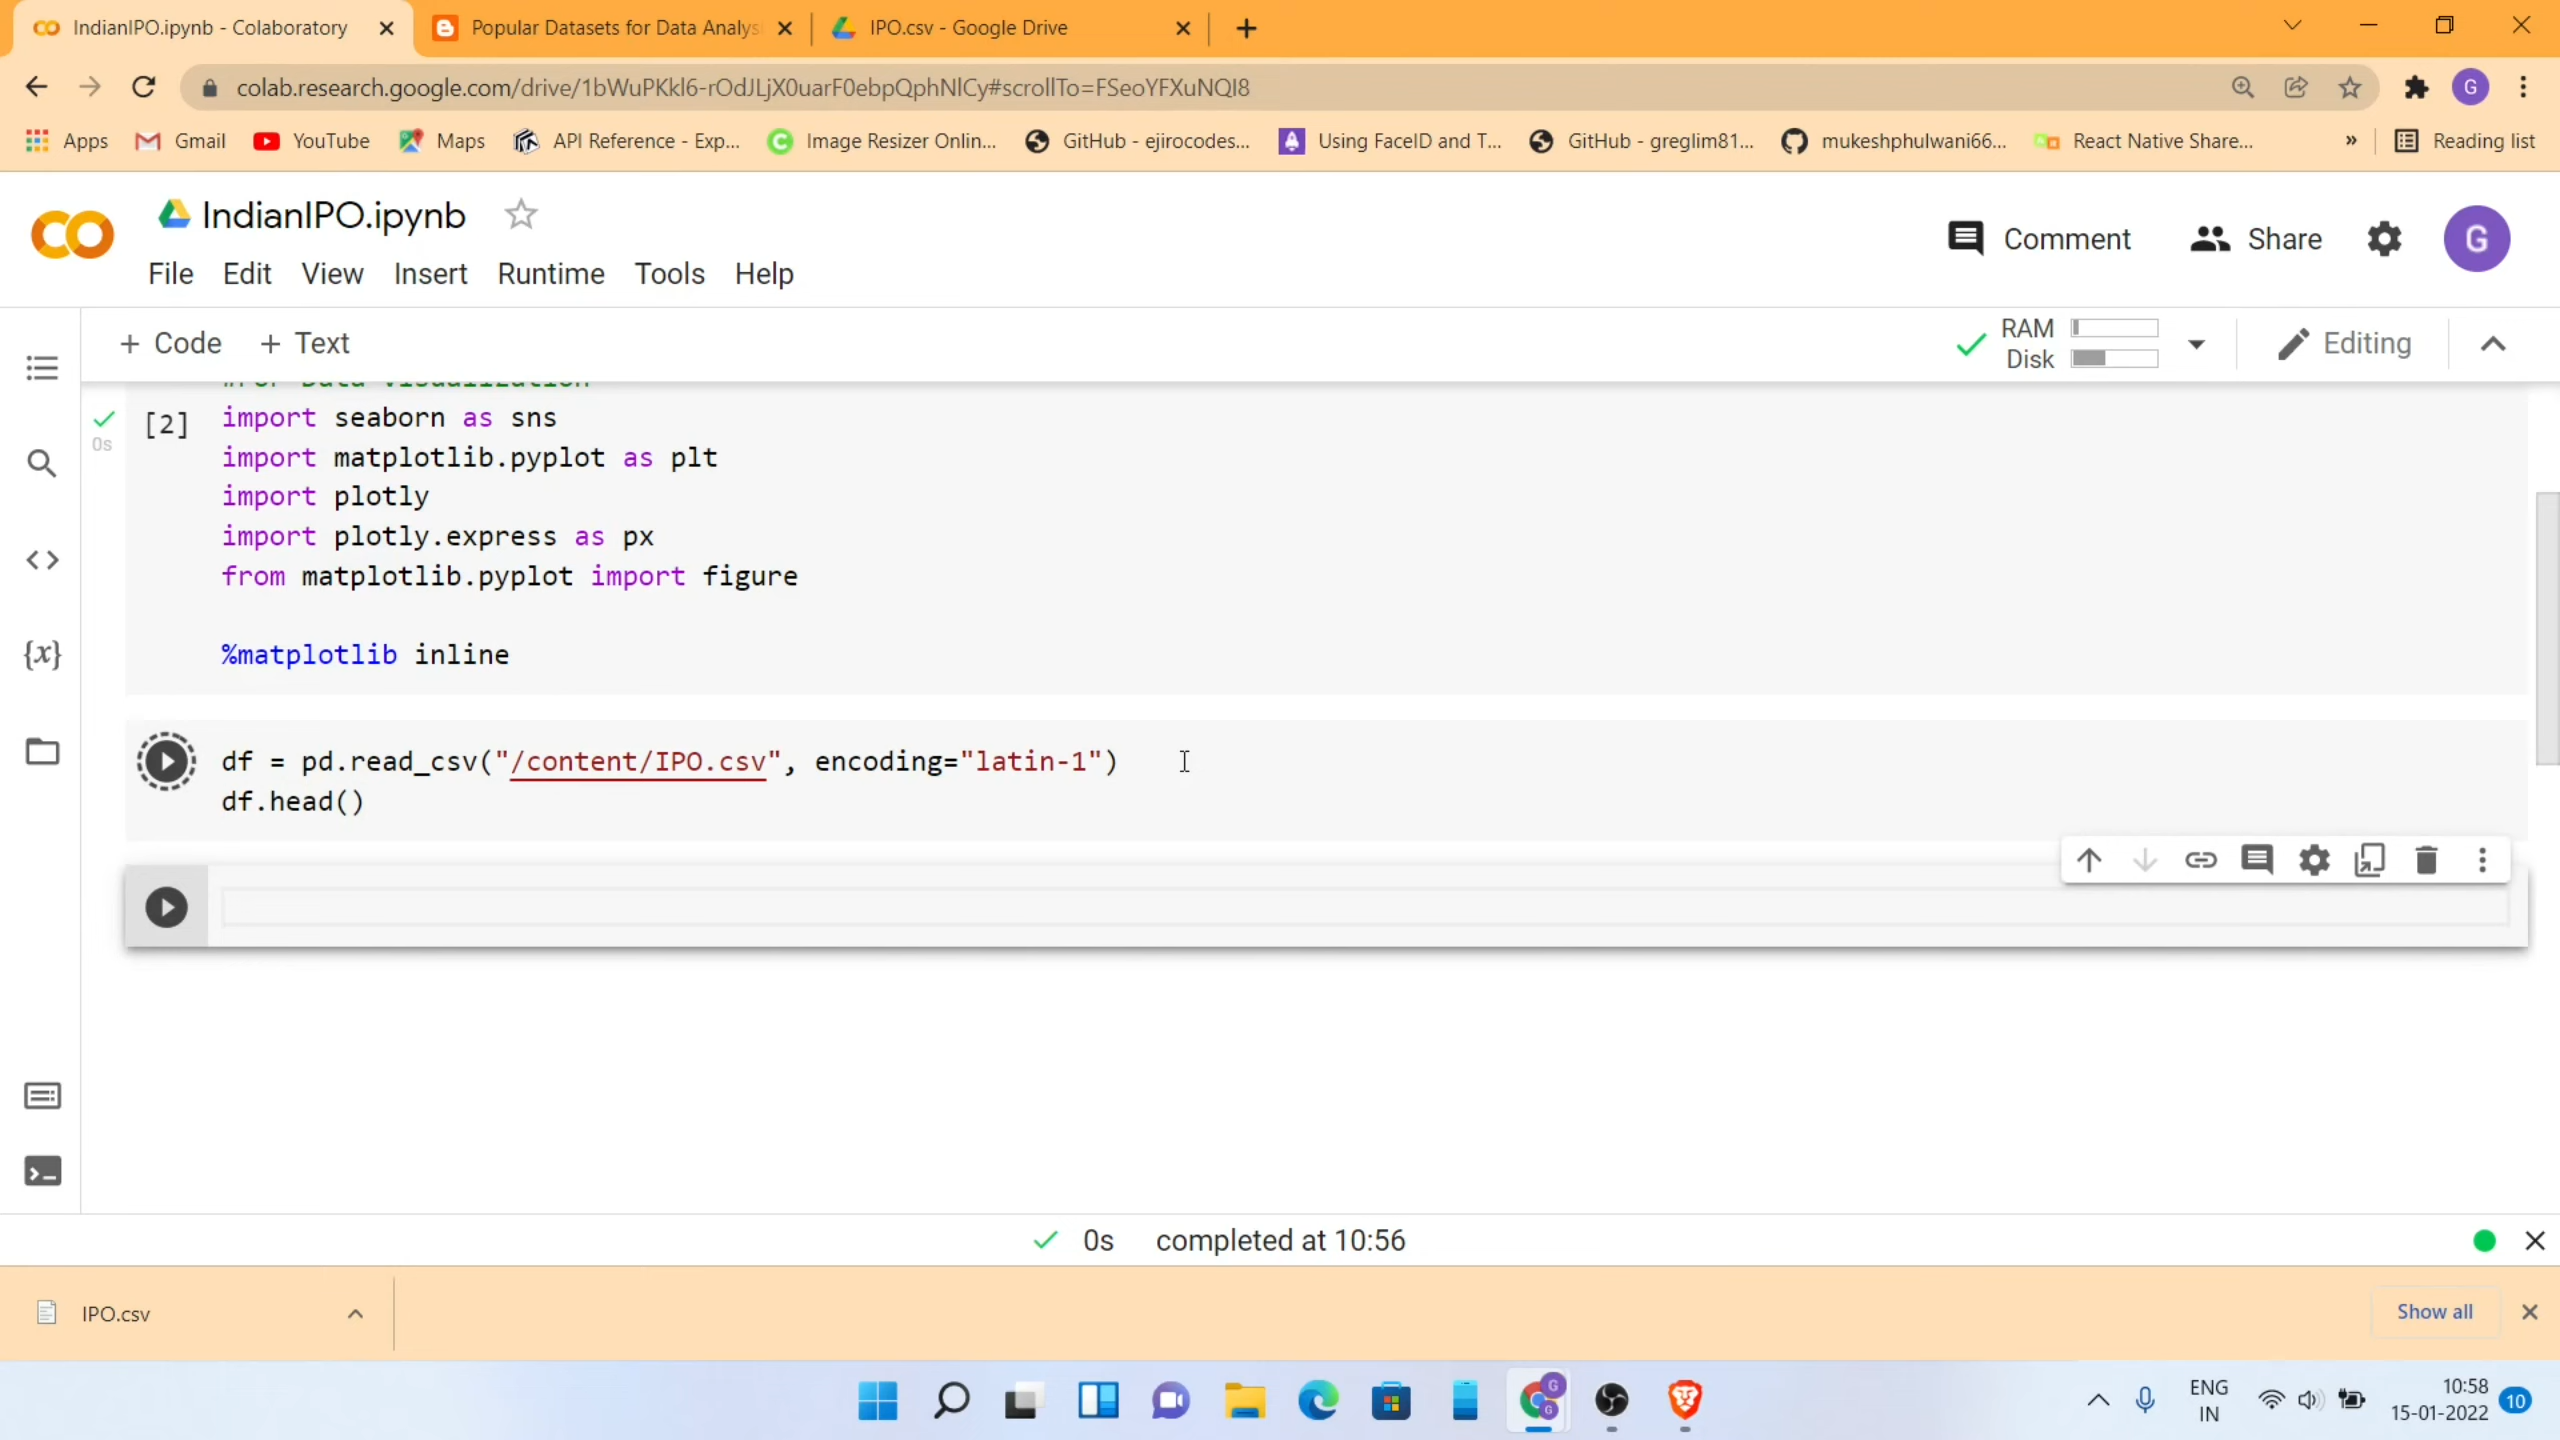 IndianIPO.ipynb - Colaboratory
Popular Datasets for Data Analys
IPO.csv - Google Drive
colab.research.google.com/drive/1bWuPKkl6-rOdJLjX0uarF0ebpQphNlCy#scrollTo=FSeoYFXuNQI8
G
Apps
Gmail
YouTube
Maps
API Reference - Exp...
Image Resizer Onlin...
GitHub - ejirocodes...
Using FaceID and T...
GitHub - greglim81...
mukeshphulwani66...
React Native Share...
»
Reading list
IndianIPO.ipynb
File Edit View Insert Runtime Tools Help
Comment
Share
G
+ Code + Text
RAM
Disk
Editing
#For Data Visualization
[2] import seaborn as sns
0s
import matplotlib.pyplot as plt
import plotly
import plotly.express as px
from matplotlib.pyplot import figure
%matplotlib inline
df = pd.read_csv("/content/IPO.csv", encoding="latin-1")
df.head()
0s completed at 10:56
IPO.csv
Show all
ENG
IN
10:58
15-01-2022
10